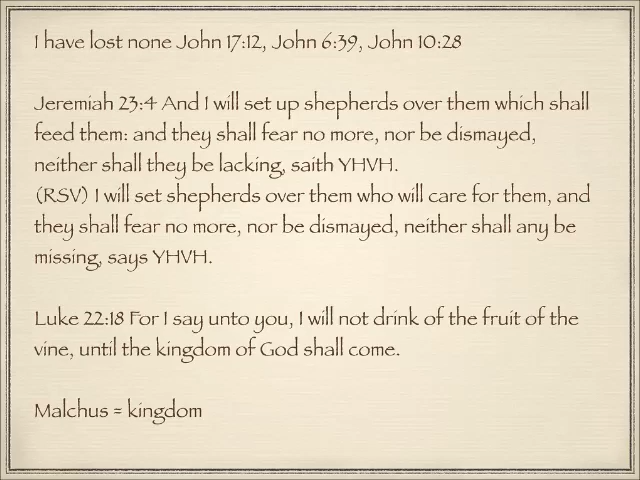 I have lost none John 17:12, John 6:39, John 10:28
Jeremiah 23:4 And I will set up shepherds over them which shall
feed them: and they shall fear no more, nor be dismayed,
neither shall they be lacking, saith YHVH.
(RSV) I will set shepherds over them who will care for them, and
they shall fear no more, nor be dismayed, neither shall any be
missing, says YHVH.
Luke 22:18 For I say unto you, I will not drink of the fruit of the
vine, until the kingdom of God shall come.
Malchus = kingdom